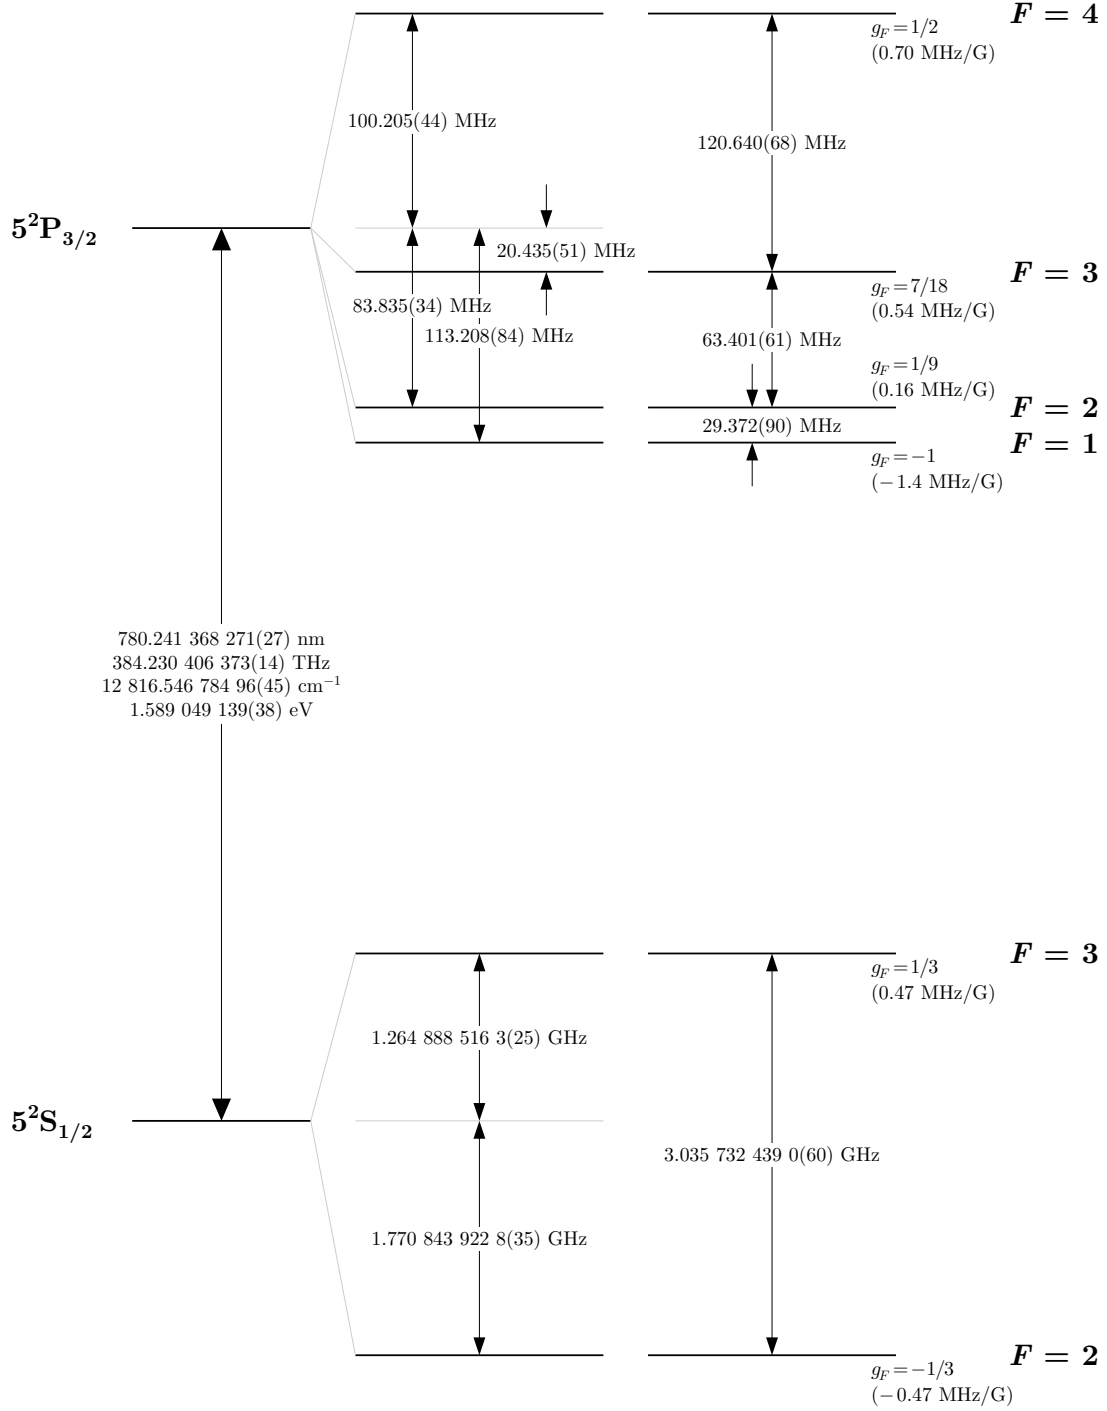 F = 4
g_F = 1/2
(0.70 MHz/G)
100.205(44) MHz
120.640(68) MHz
5²P₃/₂
20.435(51) MHz
F = 3
g_F = 7/18
(0.54 MHz/G)
83.835(34) MHz
113.208(84) MHz
63.401(61) MHz
g_F = 1/9
(0.16 MHz/G)
F = 2
29.372(90) MHz
F = 1
g_F = −1
(−1.4 MHz/G)
780.241 368 271(27) nm
384.230 406 373(14) THz
12 816.546 784 96(45) cm⁻¹
1.589 049 139(38) eV
F = 3
g_F = 1/3
(0.47 MHz/G)
1.264 888 516 3(25) GHz
5²S₁/₂
3.035 732 439 0(60) GHz
1.770 843 922 8(35) GHz
F = 2
g_F = −1/3
(−0.47 MHz/G)